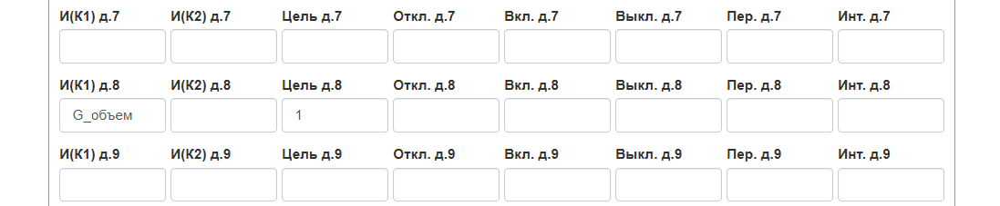 И(К1) д.7 И(К2) д.7 Цель д.7 Откл. д.7 Вкл. д.7 Выкл. д.7 Пер. д.7 Инт. д.7
И(К1) д.8 И(К2) д.8 Цель д.8 Откл. д.8 Вкл. д.8 Выкл. д.8 Пер. д.8 Инт. д.8
G_объем 1
И(К1) д.9 И(К2) д.9 Цель д.9 Откл. д.9 Вкл. д.9 Выкл. д.9 Пер. д.9 Инт. д.9